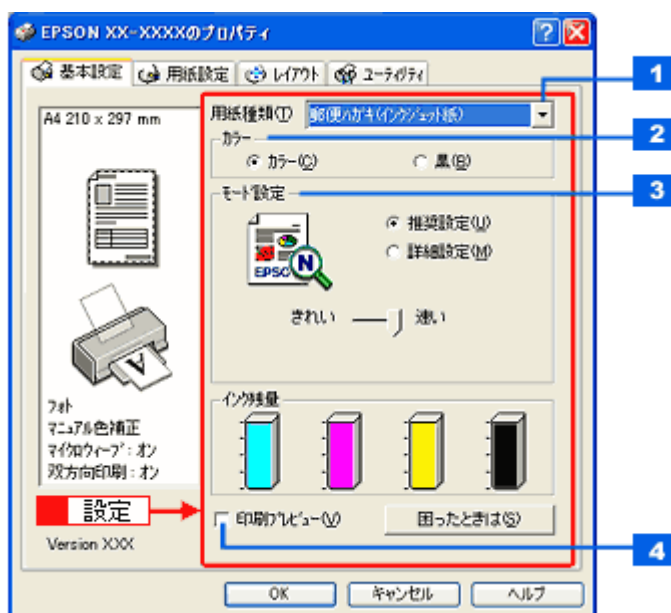 EPSON XX-XXXXのプロパティ
基本設定 用紙設定 レイアウト ユーティリティ
A4 210 x 297 mm
用紙種類(T) 郵便ハガキ(インクジェット紙)
1
カラー
2
カラー(C) 黒(B)
モード設定
3
推奨設定(U)
詳細設定(M)
EPSON
N
きれい 速い
A
インク残量
フォト
マニュアル色補正
マイクロウィーブ:オン
双方向印刷:オン
設定
印刷プレビュー(V) 困ったときは(S)
Version XXX
4
OK キャンセル ヘルプ